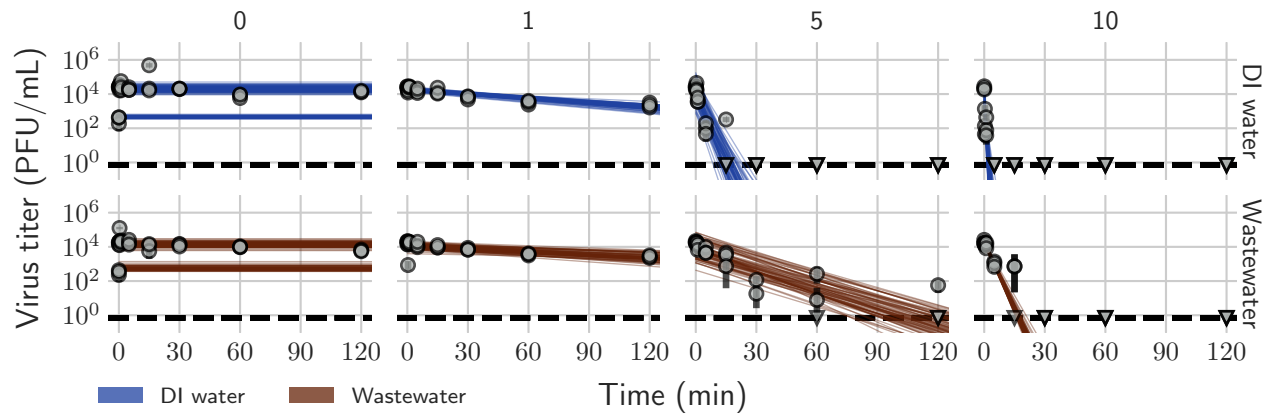 0 1 5 10
Virus titer (PFU/mL)
10⁶
10⁴
10²
10⁰
DI water
10⁶
10⁴
10²
10⁰
Wastewater
0 30 60 90 120 0 30 60 90 120 0 30 60 90 120 0 30 60 90 120
Time (min)
DI water Wastewater